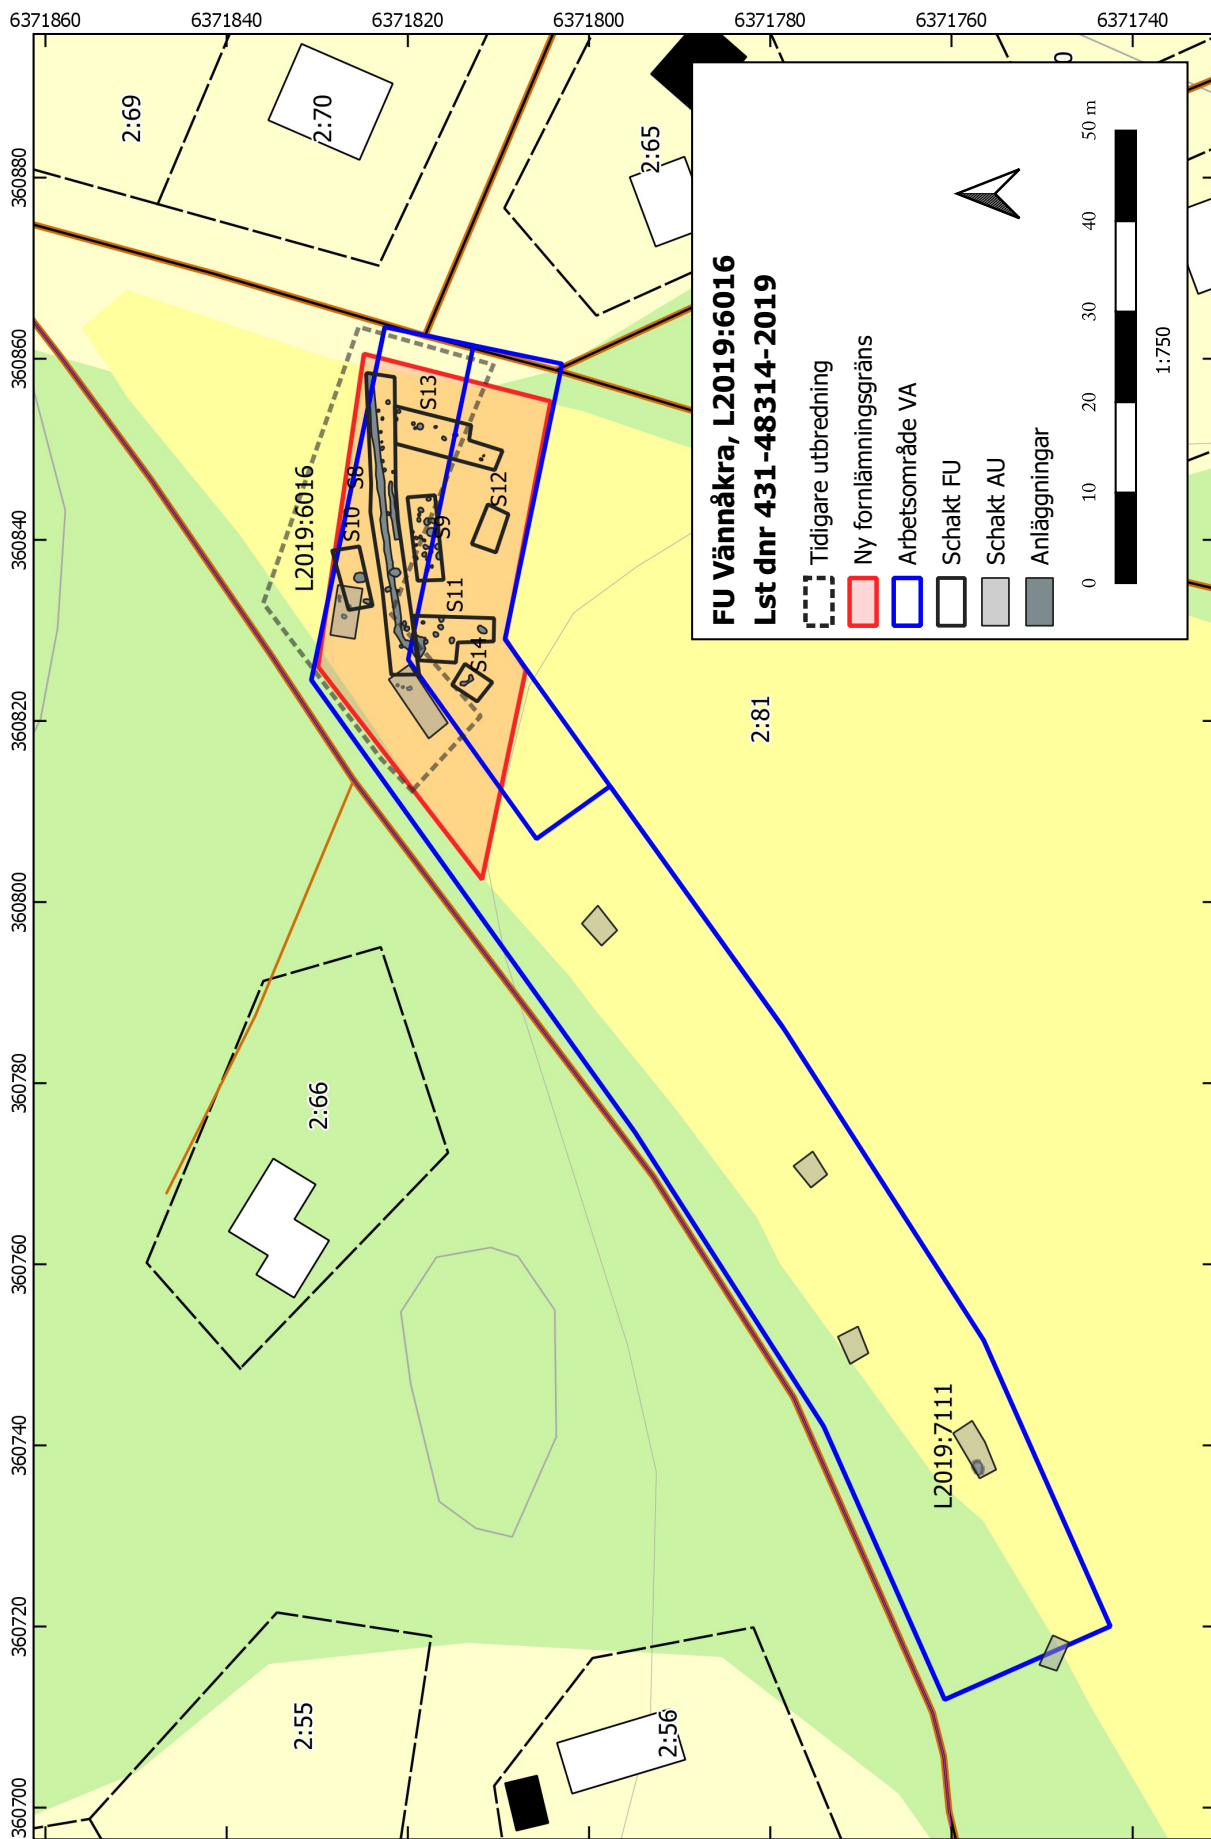 6371860
6371840
6371820
6371800
6371780
6371760
6371740
360880
360860
360840
360820
360800
360780
360760
360740
360720
360700
2:69
2:70
2:65
0
L2019:6016
S10
S8
S13
S9
S12
S11
S14
2:81
2:66
L2019:7111
2:55
2:56
FU Vännåkra, L2019:6016
Lst dnr 431-48314-2019
Tidigare utbredning
Ny fornlämningsgräns
Arbetsområde VA
Schakt FU
Schakt AU
Anläggningar
0 10 20 30 40 50 m
1:750